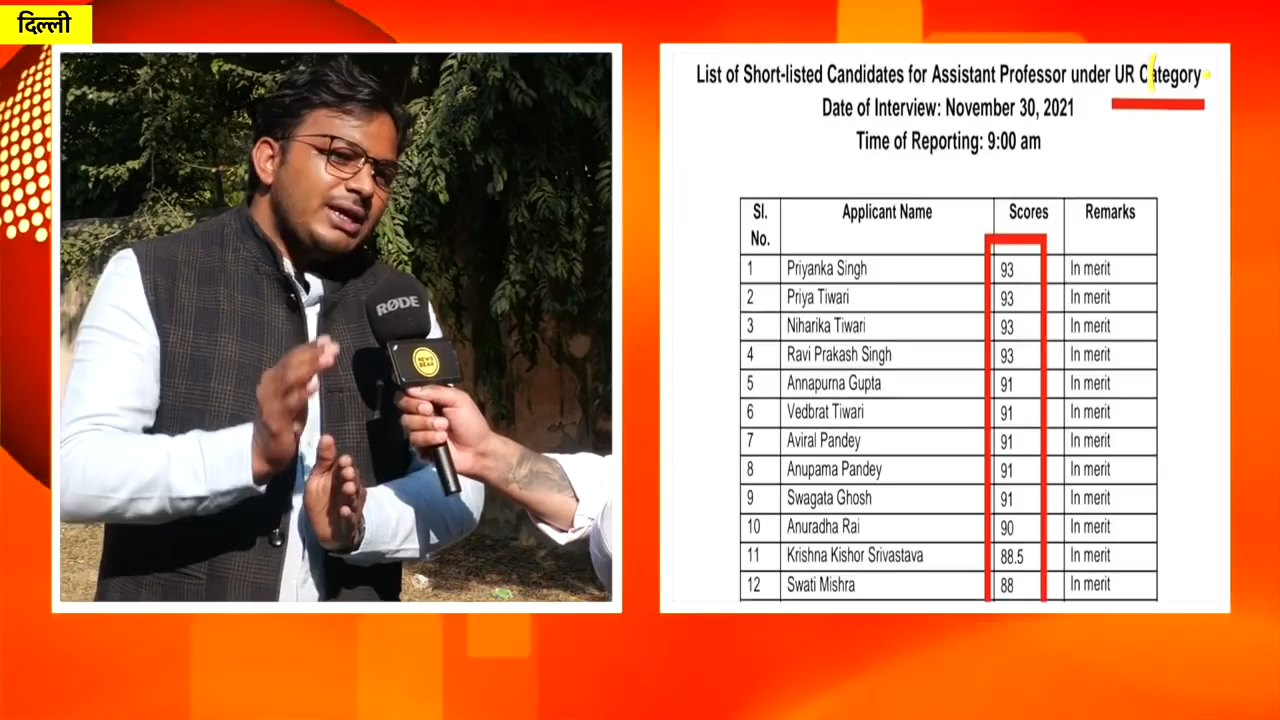 दिल्ली
RØDE
NEWS
BEAK
List of Short-listed Candidates for Assistant Professor under UR Category
Date of Interview: November 30, 2021
Time of Reporting: 9:00 am
Sl. No. Applicant Name Scores Remarks
1 Priyanka Singh 93 In merit
2 Priya Tiwari 93 In merit
3 Niharika Tiwari 93 In merit
4 Ravi Prakash Singh 93 In merit
5 Annapurna Gupta 91 In merit
6 Vedbrat Tiwari 91 In merit
7 Aviral Pandey 91 In merit
8 Anupama Pandey 91 In merit
9 Swagata Ghosh 91 In merit
10 Anuradha Rai 90 In merit
11 Krishna Kishor Srivastava 88.5 In merit
12 Swati Mishra 88 In merit